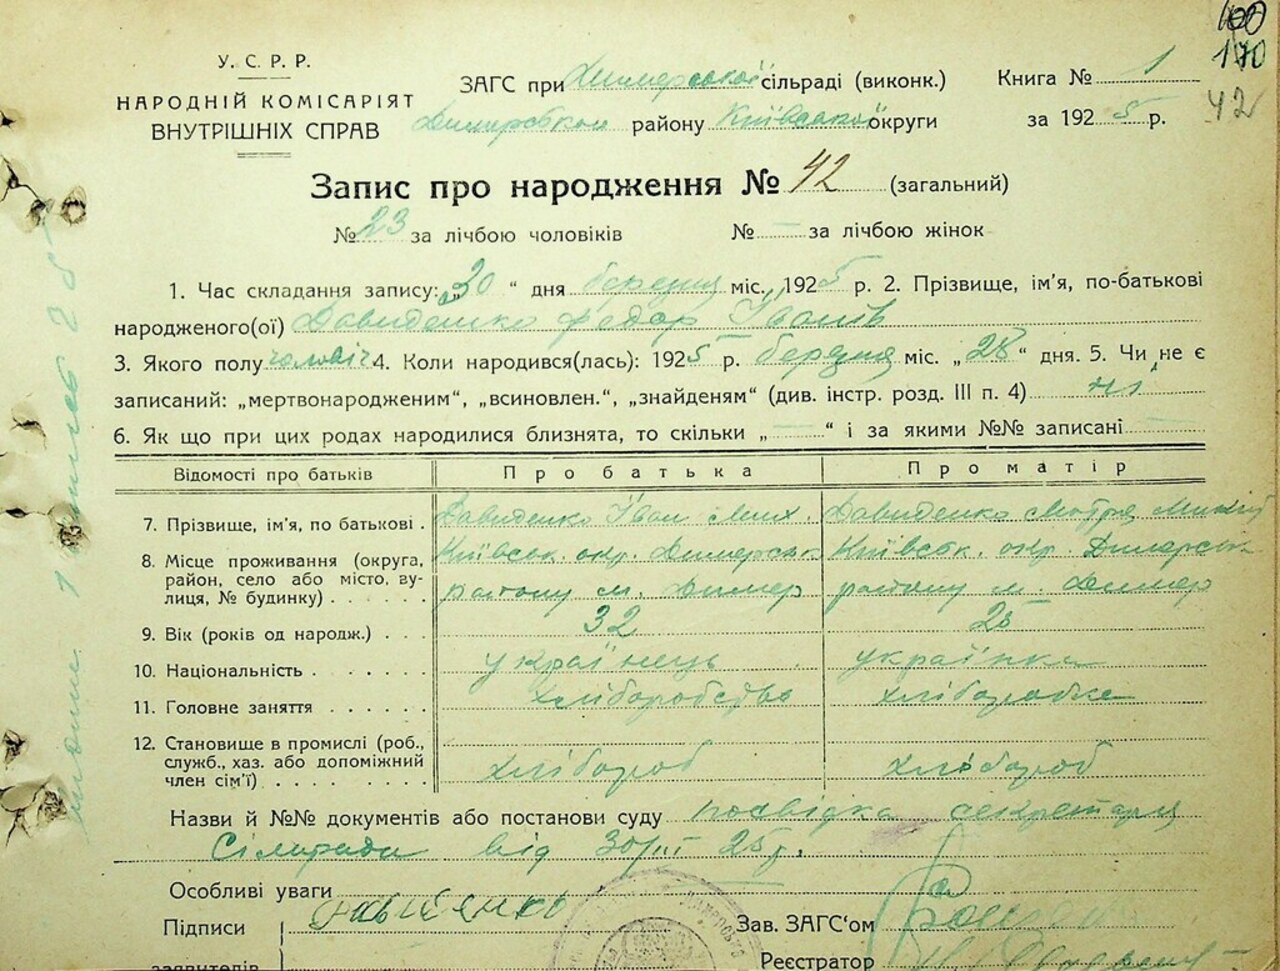 100
170
42
У. С. Р. Р.
НАРОДНІЙ КОМІСАРІЯТ
ВНУТРІШНІХ СПРАВ
ЗАГС при Димерській сільраді (виконк.)
Димерського району Київської округи
Книга № 1
за 1925 р.
Запис про народження № 42 (загальний)
№ 23 за лічбою чоловіків № — за лічбою жінок
1. Час складання запису: „30“ дня березня міс. 1925 р. 2. Прізвище, ім'я, по-батькові
народженого(ої) Давиденко Федор Іванів
3. Якого полу чоловіч 4. Коли народився(лась): 1925 р. березня міс. „28“ дня. 5. Чи не є
записаний: „мертвонародженим“, „всиновлен.“, „знайденям“ (див. інстр. розд. III п. 4) ні
6. Як що при цих родах народилися близнята, то скільки „—“ і за якими №№ записані —
Відомості про батьків Про батька Про матір
7. Прізвище, ім'я, по батькові . Давиденко Іван Мих. Давиденко Мотря
8. Місце проживання (округа, район, село або місто, вулиця, № будинку) . . . . . . Київськ. окр. Димерськ Київськ. окр. Димерськ
району м. Димер району м. Димер
9. Вік (років од народж.) . . . 32 25
10. Національність . . . . . . українець українка
11. Головне заняття . . . . . . хліборобство хліборобка
12. Становище в промислі (роб., служб., хаз. або допоміжний член сім'ї) . . . . . . хлібороб хлібороб
Назви й №№ документів або постанови суду посвідка секретаря
Сільради від 30/III 25 р.
Особливі уваги
Підписи
заявителів
Давиденко
Зав. ЗАГС‘ом
Реєстратор